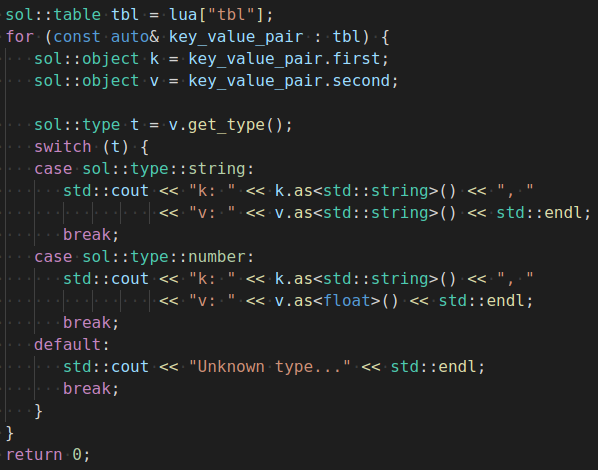 sol::table tbl = lua["tbl"];
for (const auto& key_value_pair : tbl) {
    sol::object k = key_value_pair.first;
    sol::object v = key_value_pair.second;

    sol::type t = v.get_type();
    switch (t) {
    case sol::type::string:
        std::cout << "k: " << k.as<std::string>() << ", "
                  << "v: " << v.as<std::string>() << std::endl;
        break;
    case sol::type::number:
        std::cout << "k: " << k.as<std::string>() << ", "
                  << "v: " << v.as<float>() << std::endl;
        break;
    default:
        std::cout << "Unknown type..." << std::endl;
        break;
    }
}
return 0;